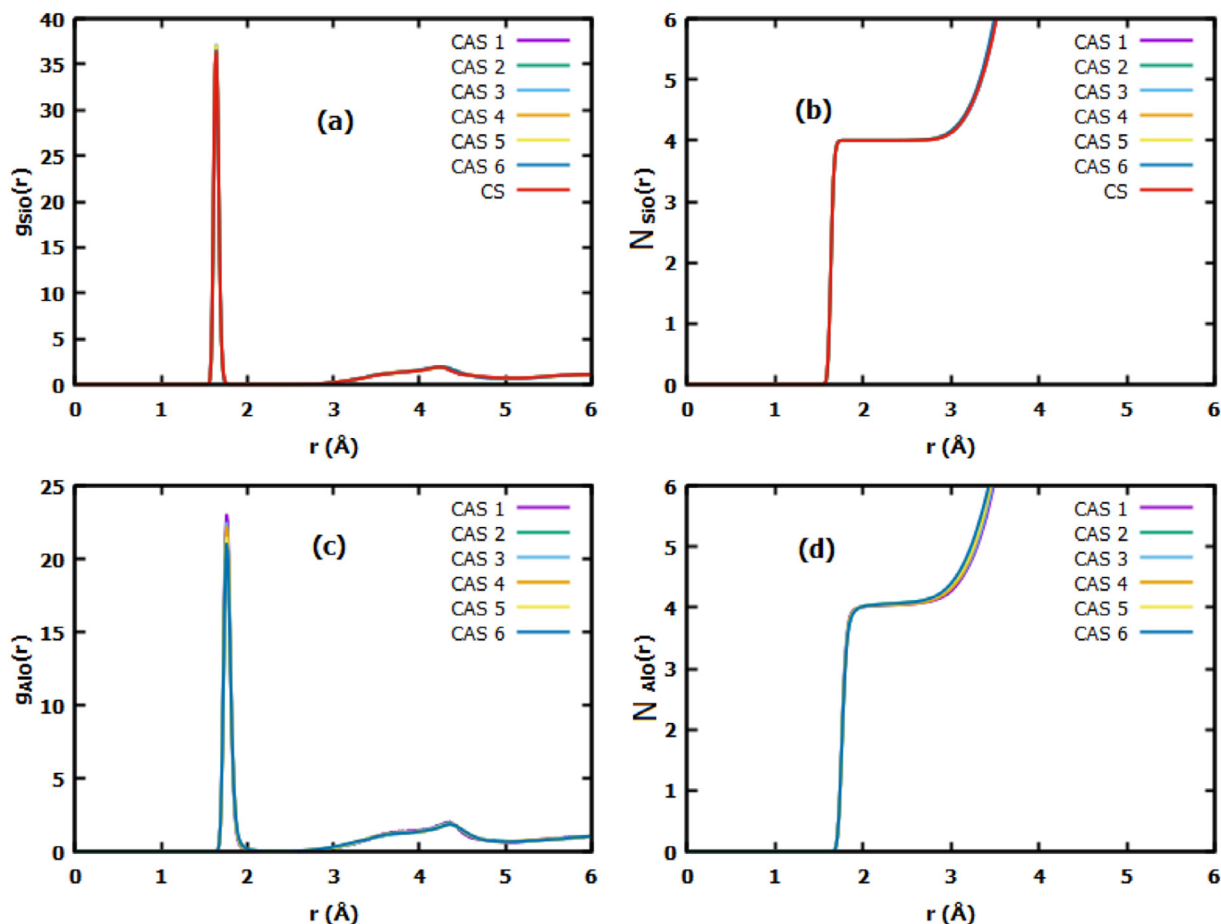 40
35
30
25
20
15
10
5
0
g_SiO(r)
(a)
CAS 1
CAS 2
CAS 3
CAS 4
CAS 5
CAS 6
CS
0 1 2 3 4 5 6
r (Å)
6
5
4
3
2
1
0
N SiO(r)
(b)
CAS 1
CAS 2
CAS 3
CAS 4
CAS 5
CAS 6
CS
0 1 2 3 4 5 6
r (Å)
25
20
15
10
5
0
g_AlO(r)
(c)
CAS 1
CAS 2
CAS 3
CAS 4
CAS 5
CAS 6
0 1 2 3 4 5 6
r (Å)
6
5
4
3
2
1
0
N AlO(r)
(d)
CAS 1
CAS 2
CAS 3
CAS 4
CAS 5
CAS 6
0 1 2 3 4 5 6
r (Å)